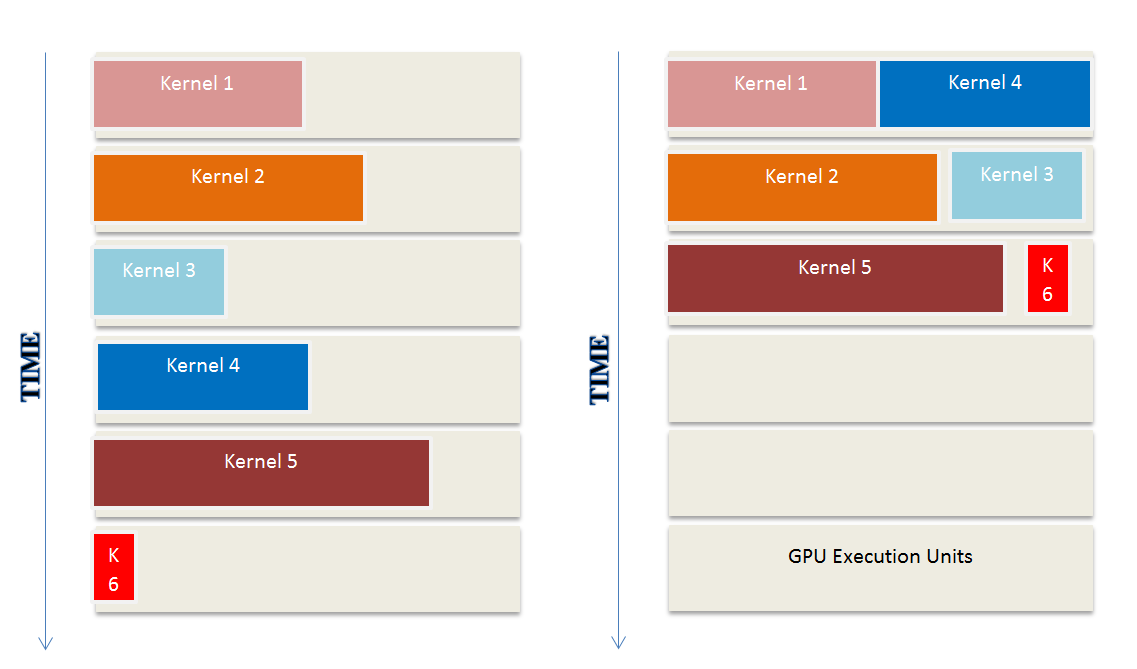 TIME
Kernel 1
Kernel 2
Kernel 3
Kernel 4
Kernel 5
K
6
TIME
Kernel 1
Kernel 4
Kernel 2
Kernel 3
Kernel 5
K
6
GPU Execution Units